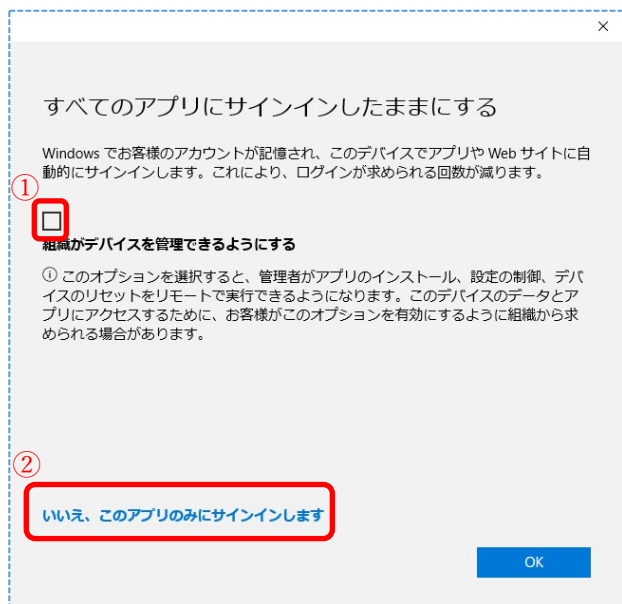 ×
すべてのアプリにサインインしたままにする
Windows でお客様のアカウントが記憶され、このデバイスでアプリや Web サイトに自
動的にサインインします。これにより、ログインが求められる回数が減ります。
①
組織がデバイスを管理できるようにする
ⓘ このオプションを選択すると、管理者がアプリのインストール、設定の制御、デバ
イスのリセットをリモートで実行できるようになります。このデバイスのデータとア
プリにアクセスするために、お客様がこのオプションを有効にするように組織から求
められる場合があります。
②
いいえ、このアプリのみにサインインします
OK